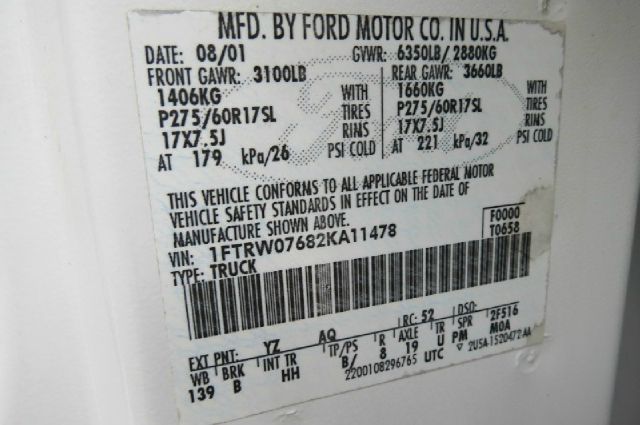 MFD. BY FORD MOTOR CO. IN U.S.A.
DATE: 08/01 GVWR: 6350LB/ 2880KG
FRONT GAWR: 3100LB REAR GAWR: 3660LB
1406KG WITH 1660KG WITH
P275/60R17SL TIRES P275/60R17SL TIRES
17X7.5J RIMS 17X7.5J RIMS
AT 179 kPa/26 PSI COLD AT 221 kPa/32 PSI COLD
THIS VEHICLE CONFORMS TO ALL APPLICABLE FEDERAL MOTOR
VEHICLE SAFETY STANDARDS IN EFFECT ON THE DATE OF
MANUFACTURE SHOWN ABOVE.
VIN: 1FTRW07682KA11478 F0000
TYPE: TRUCK T0658
EXT PNT: YZ AQ RC: 52 DSO:
WB BRK INT TR TP/PS R AXLE TR SPR 2F516
139 B HH B/ 8 19 U PM M0A
2200108296765 UTC 2U5A-1520472AA